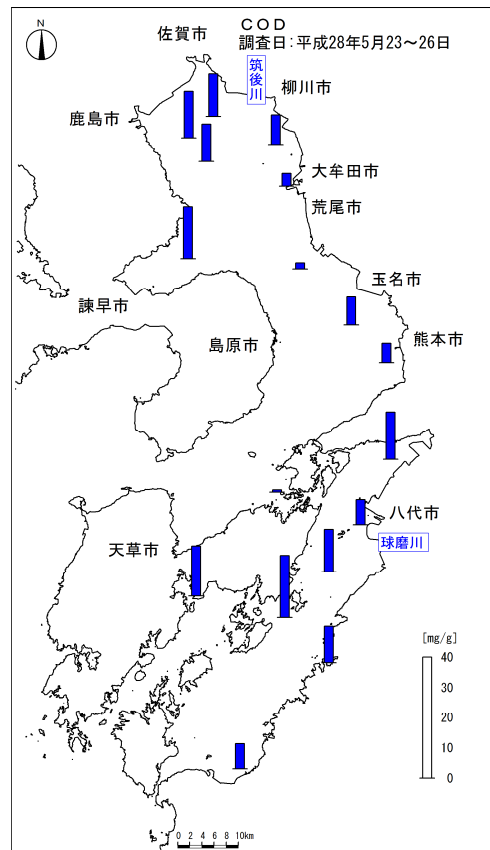 N
COD
調査日:平成28年5月23~26日
佐賀市
筑後川
柳川市
鹿島市
大牟田市
荒尾市
玉名市
諫早市
島原市
熊本市
八代市
球磨川
天草市
[mg/g]
40
30
20
10
0
0 2 4 6 8 10km